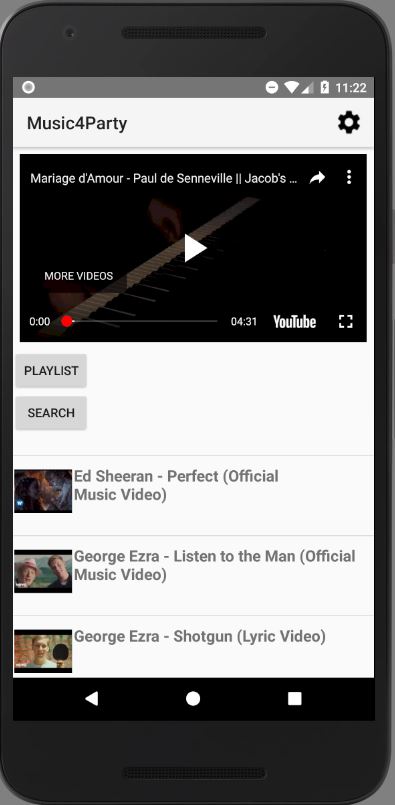 11:22
Music4Party
Mariage d'Amour - Paul de Senneville || Jacob's ...
MORE VIDEOS
0:00
04:31
YouTube
PLAYLIST
SEARCH
Ed Sheeran - Perfect (Official
Music Video)
George Ezra - Listen to the Man (Official
Music Video)
George Ezra - Shotgun (Lyric Video)